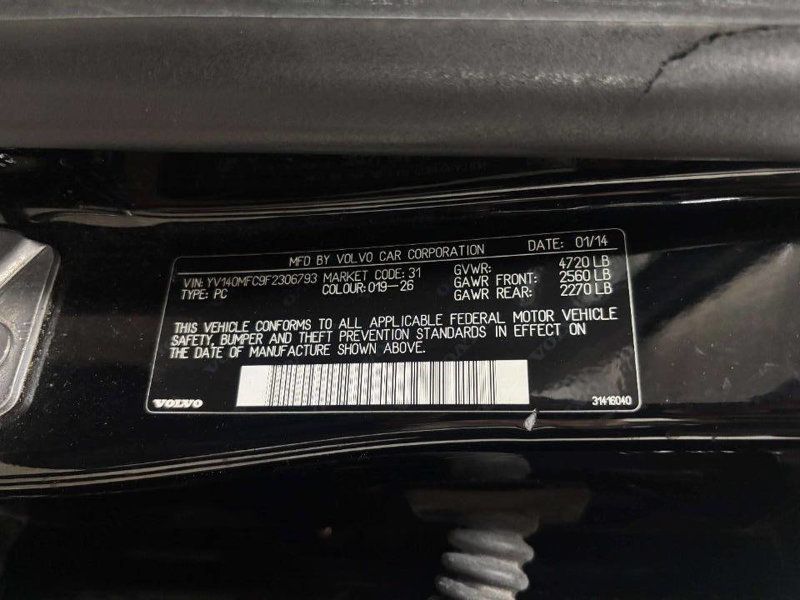 MFD BY VOLVO CAR CORPORATION DATE: 01/14
VIN: YV140MFC9F2306793 MARKET CODE: 31 GVWR: 4720 LB
TYPE: PC COLOUR: 019-26 GAWR FRONT: 2560 LB
GAWR REAR: 2270 LB
THIS VEHICLE CONFORMS TO ALL APPLICABLE FEDERAL MOTOR VEHICLE
SAFETY, BUMPER AND THEFT PREVENTION STANDARDS IN EFFECT ON
THE DATE OF MANUFACTURE SHOWN ABOVE.
VOLVO 31416040